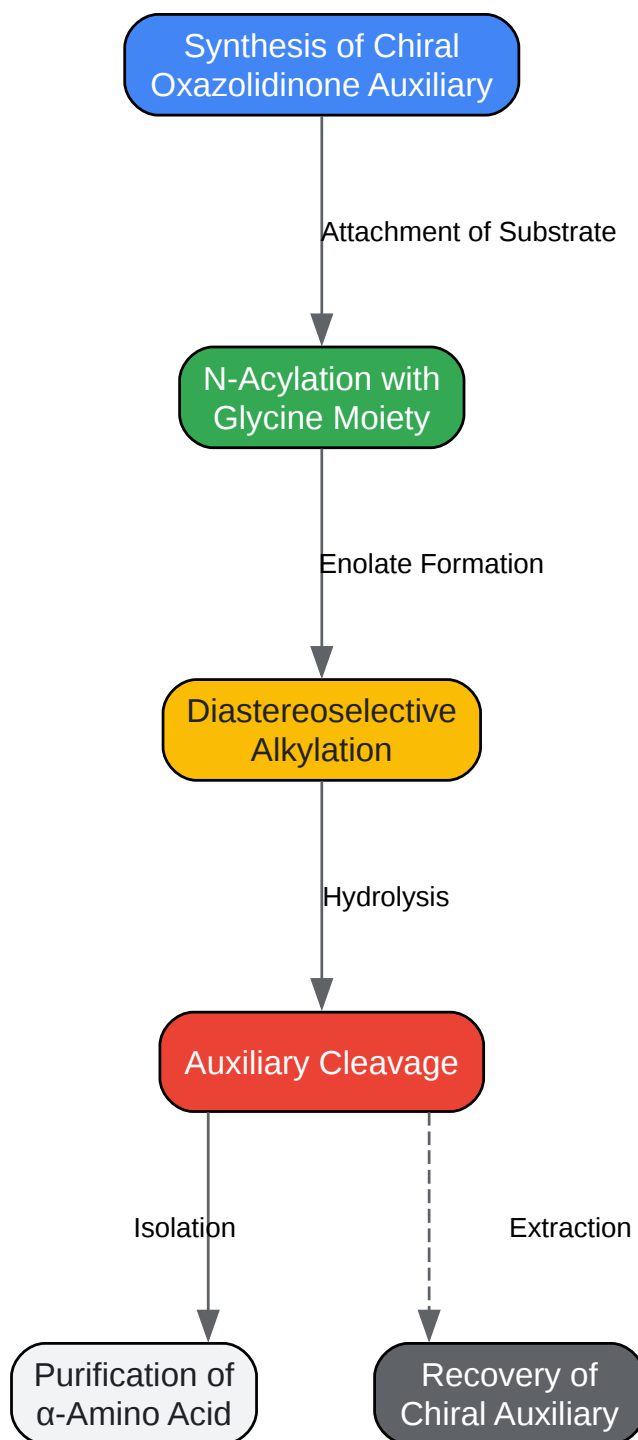 Synthesis of Chiral
Oxazolidinone Auxiliary
Attachment of Substrate
N-Acylation with
Glycine Moiety
Enolate Formation
Diastereoselective
Alkylation
Hydrolysis
Auxiliary Cleavage
Isolation
Extraction
Purification of
α-Amino Acid
Recovery of
Chiral Auxiliary